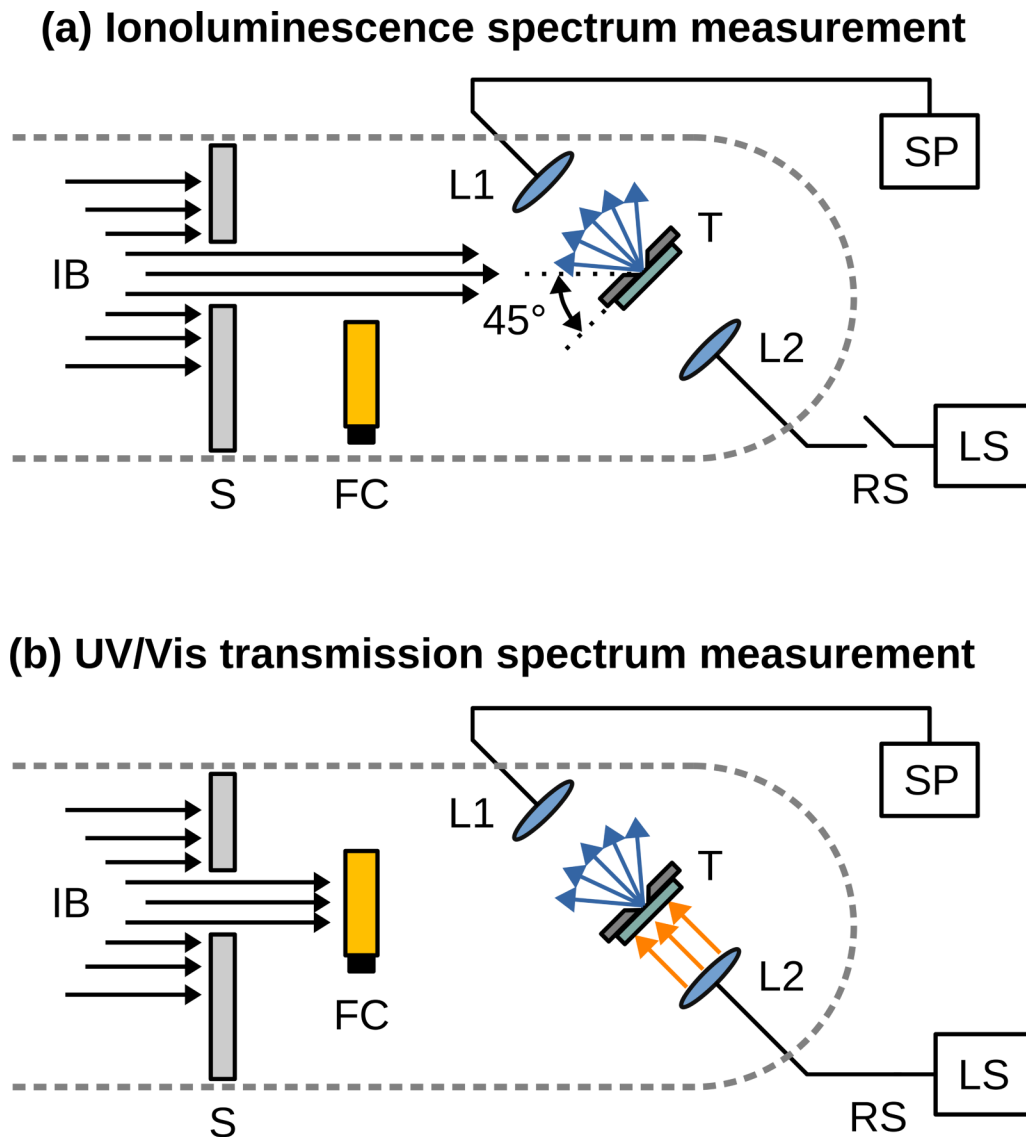 (a) Ionoluminescence spectrum measurement
SP
L1
T
IB
45°
L2
LS
S
FC
RS
(b) UV/Vis transmission spectrum measurement
SP
L1
T
IB
L2
FC
LS
S
RS